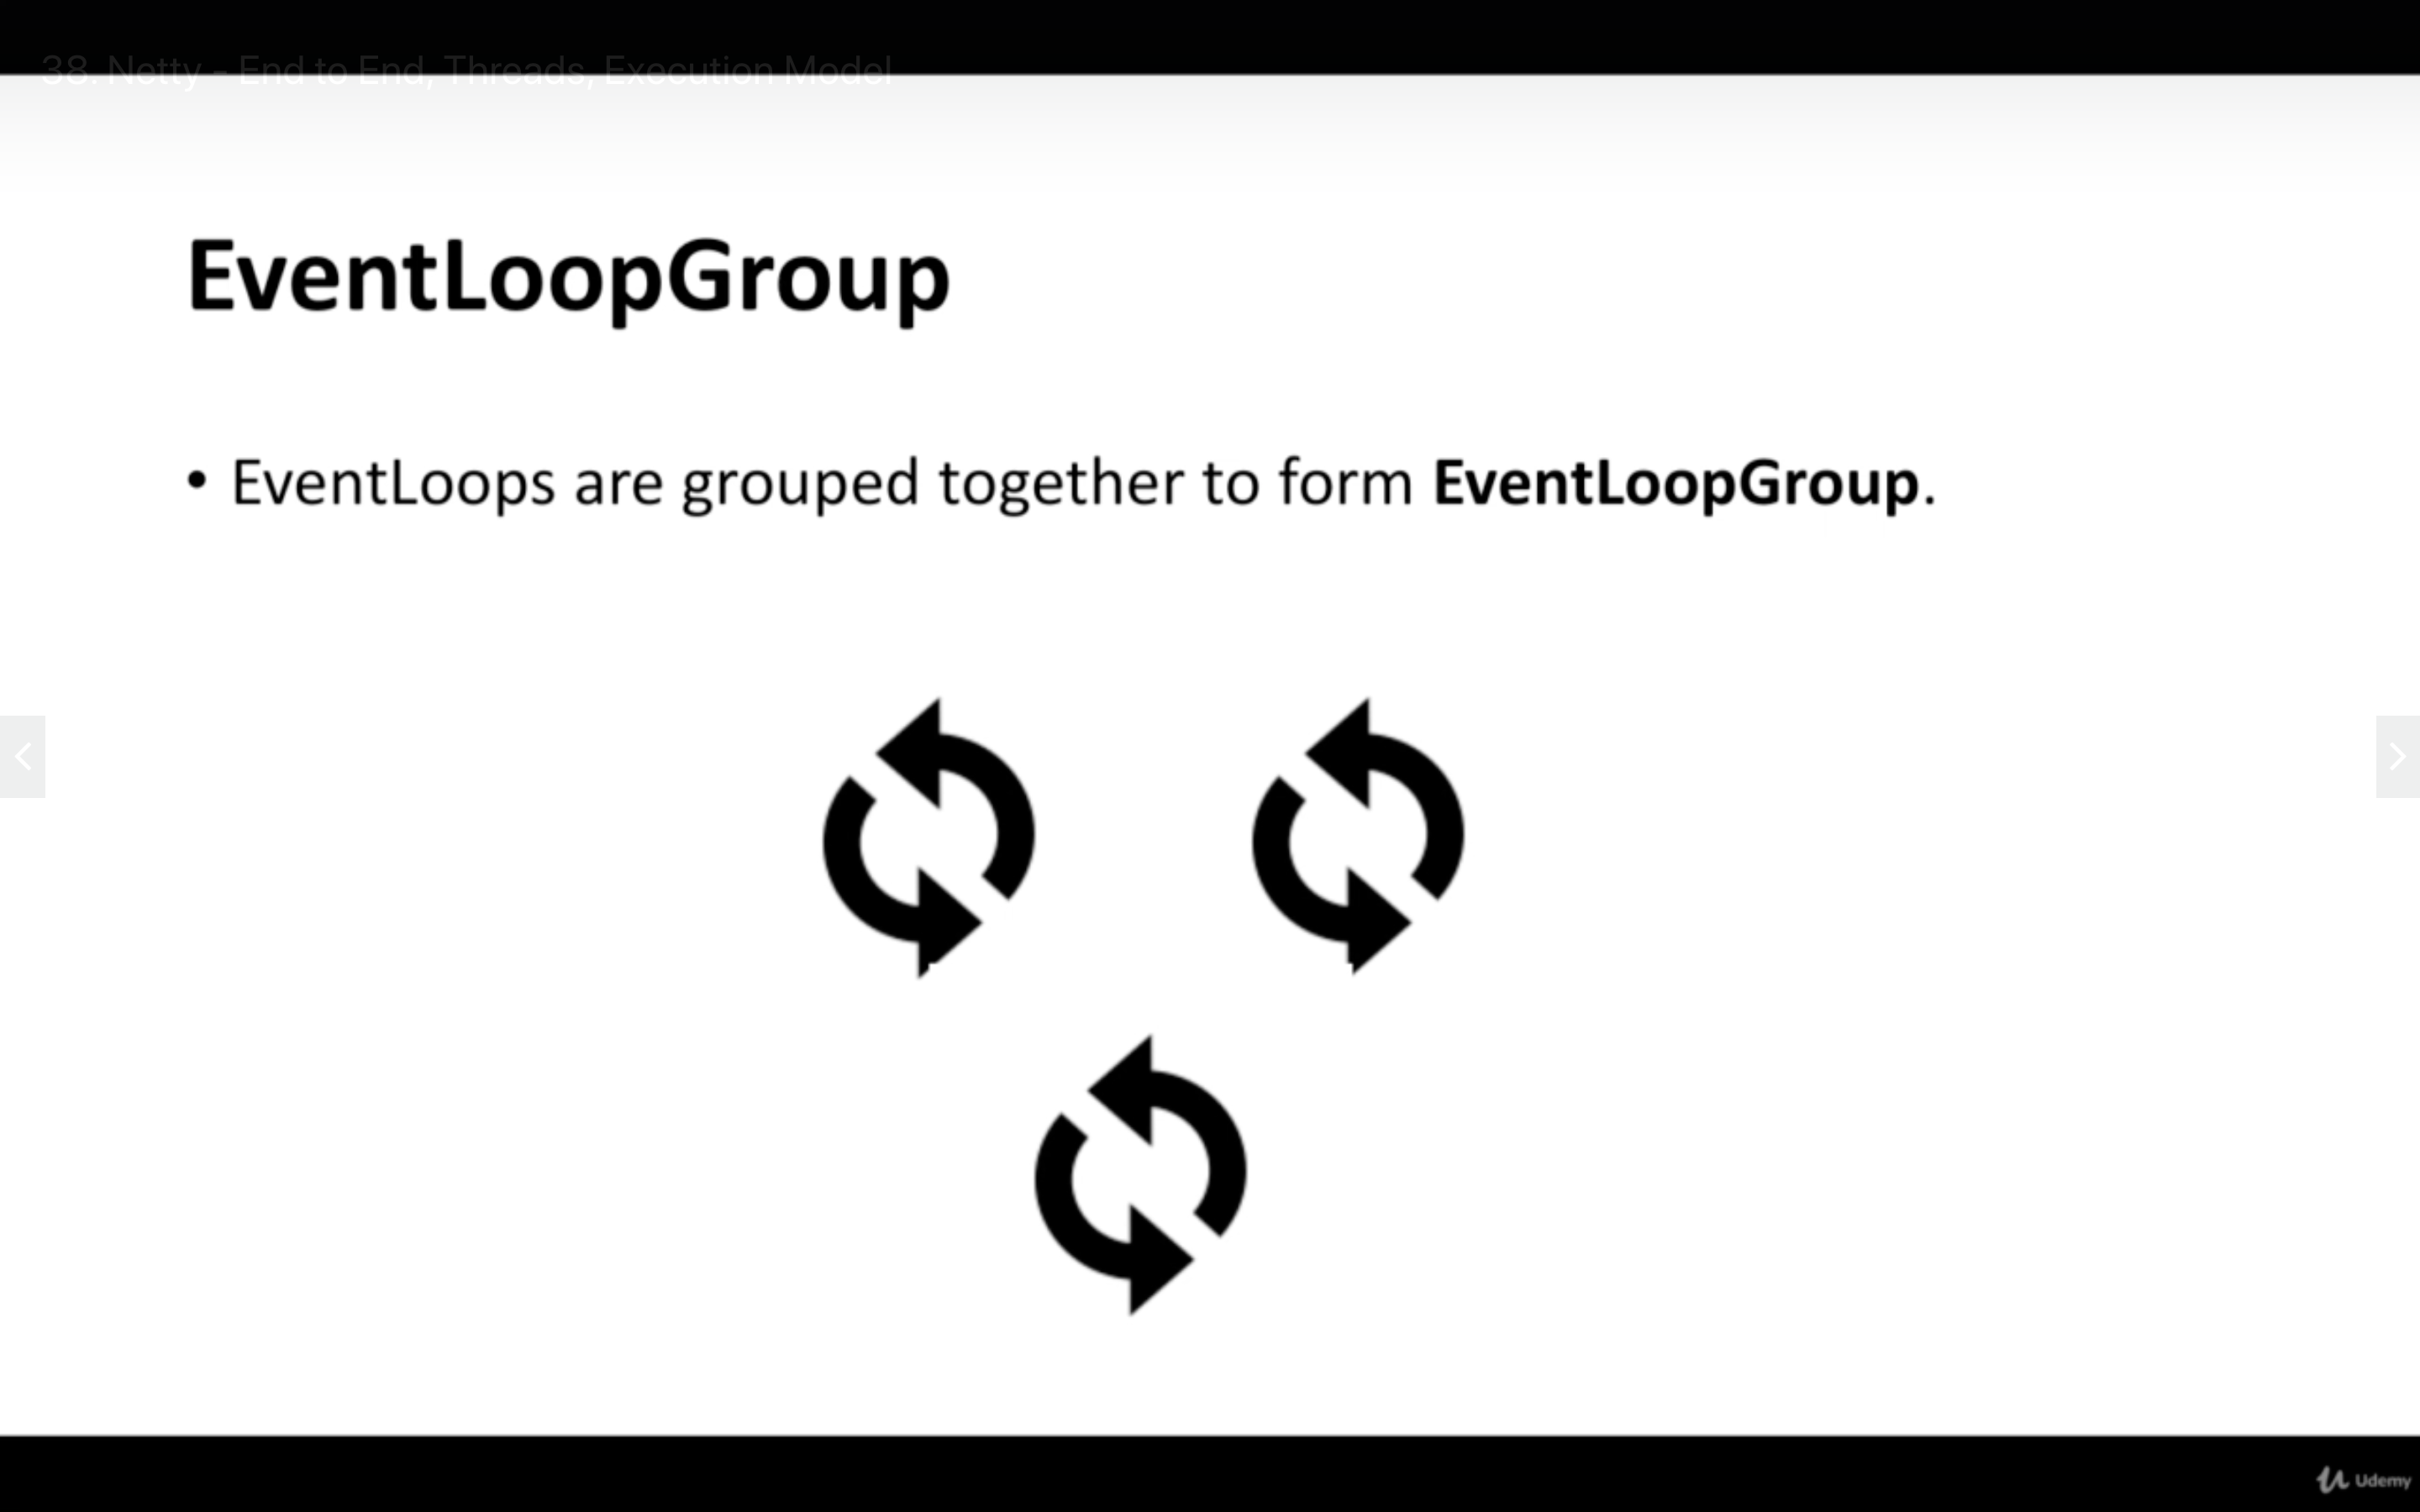 38. Netty - End to End, Threads, Execution Model
EventLoopGroup
• EventLoops are grouped together to form EventLoopGroup.
Udemy